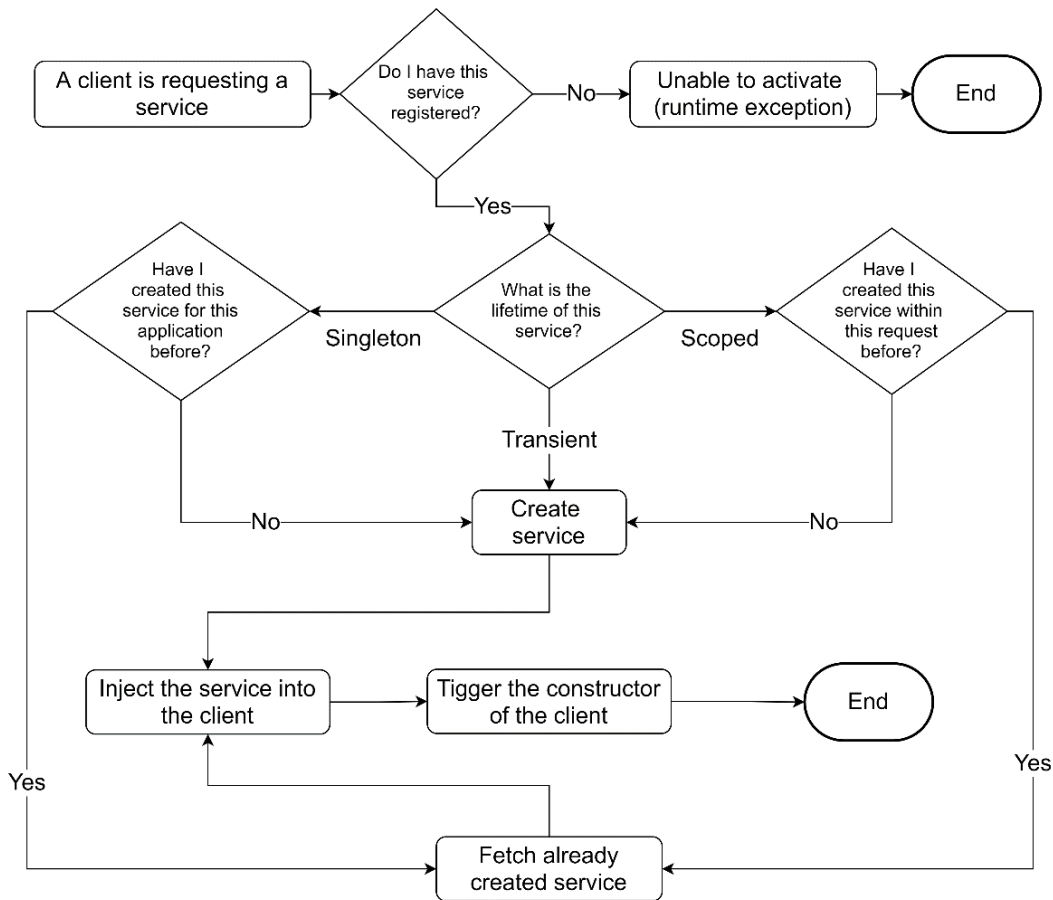 A client is requesting a
service
Do I have this
service
registered?
No
Unable to activate
(runtime exception)
End
Yes
Have I
created this
service for this
application
before?
Singleton
What is the
lifetime of this
service?
Scoped
Have I
created this
service within
this request
before?
Transient
No
Create
service
No
Inject the service into
the client
Tigger the constructor
of the client
End
Yes
Yes
Fetch already
created service